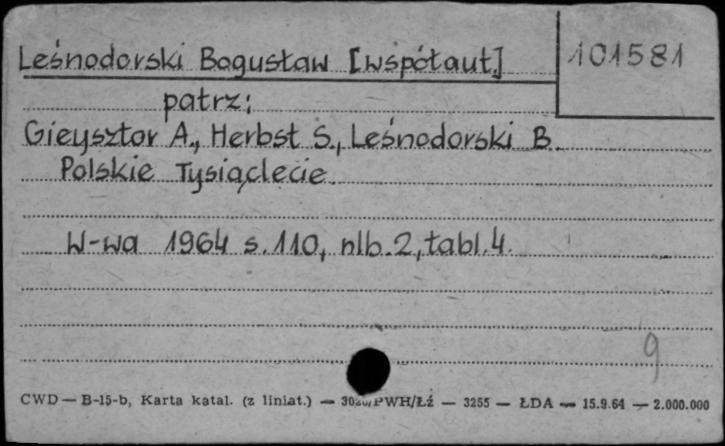 Leśnodorski Bogusław [współaut] 101581
patrz:
Gieysztor A., Herbst S., Leśnodorski B.
Polskie Tysiąclecie.
W-wa 1964 s.110, nlb.2, tabl.4.
9
CWD — B-15-b, Karta katal. (z liniat.) — PWH/Łź — 3255 — ŁDA — 15.9.64 — 2.000.000